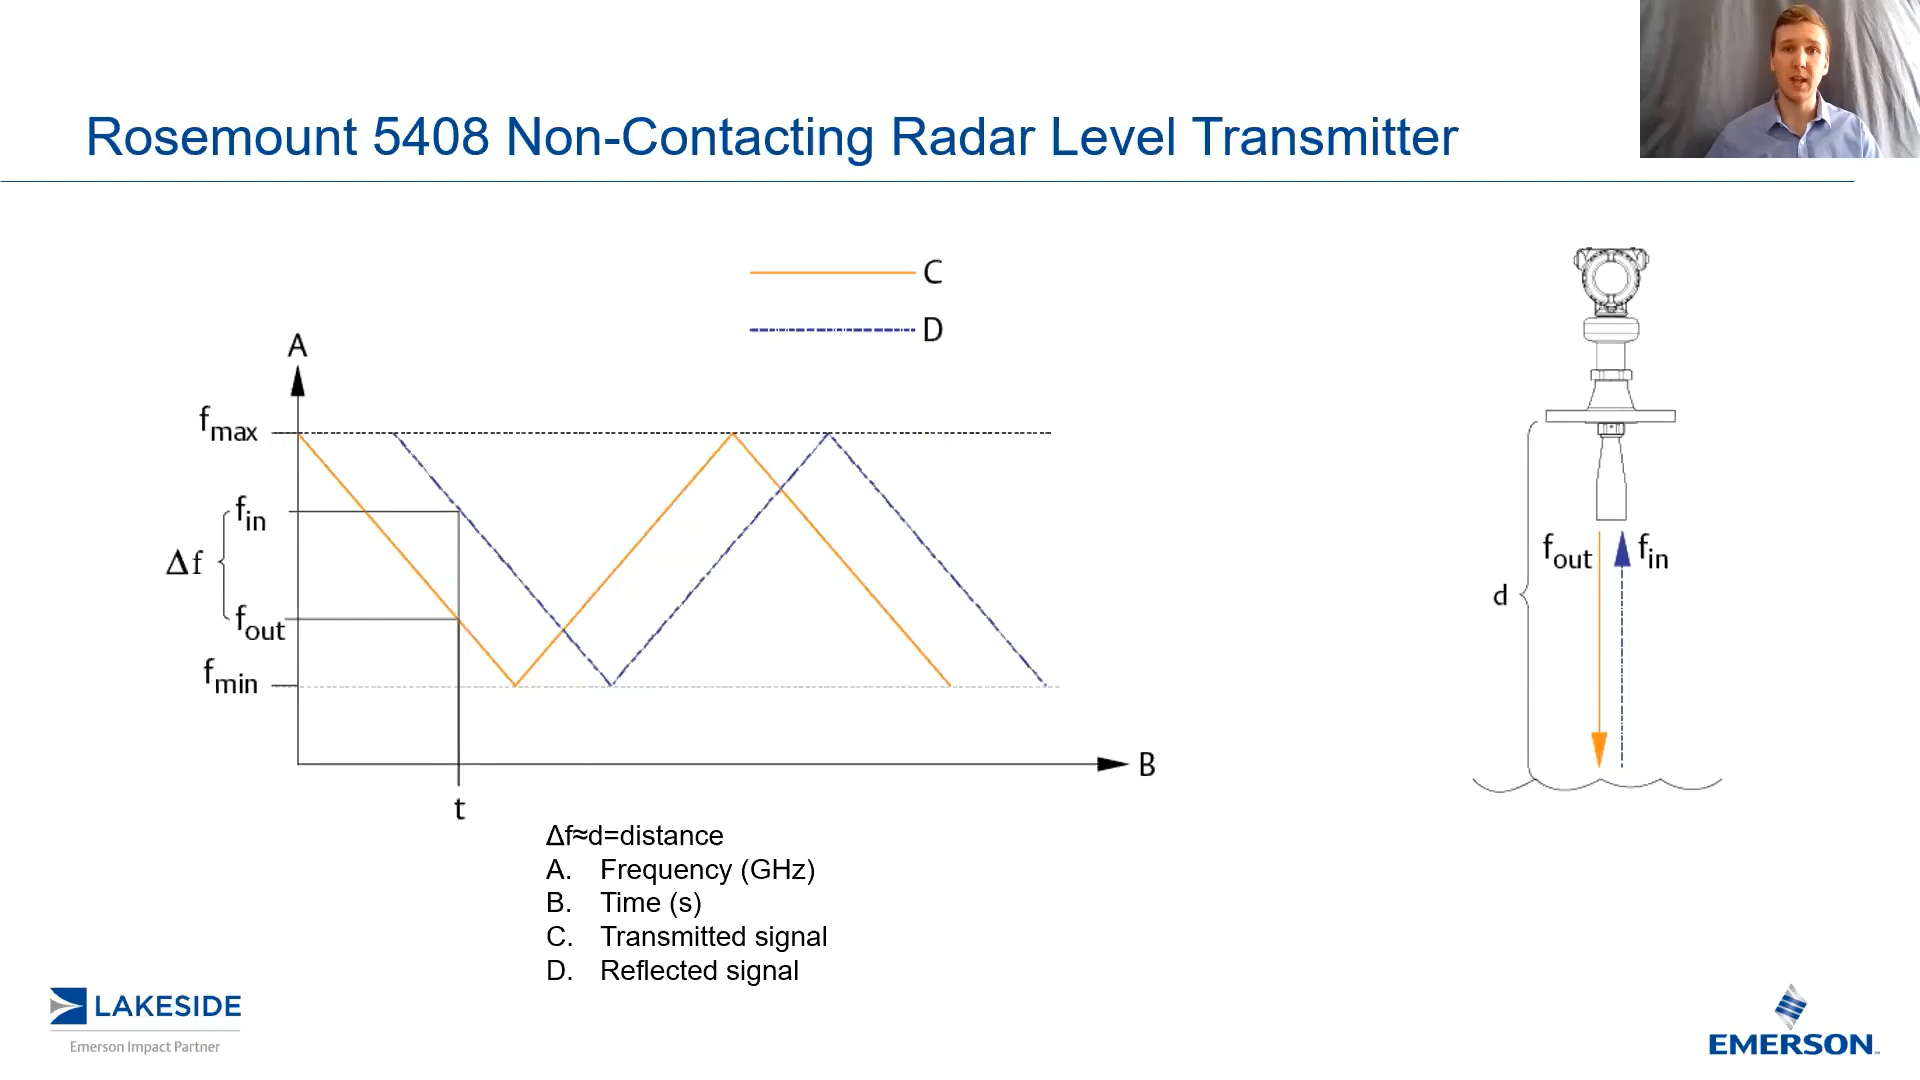 Rosemount 5408 Non-Contacting Radar Level Transmitter
C
D
A
fmax
fin
Δf
fout
fmin
B
t
fout
fin
d
Δf≈d=distance
A. Frequency (GHz)
B. Time (s)
C. Transmitted signal
D. Reflected signal
LAKESIDE
Emerson Impact Partner
EMERSON